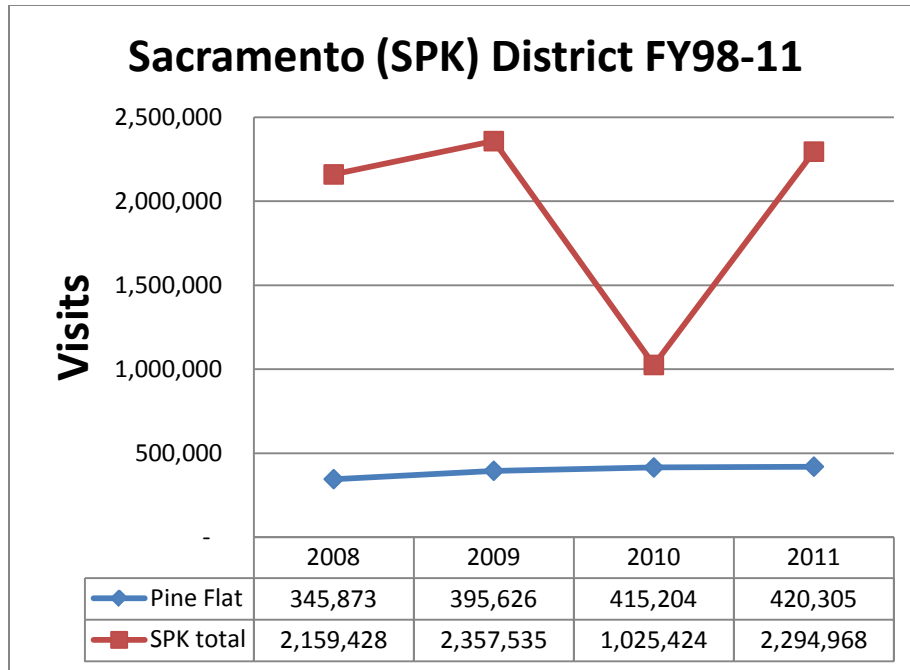 Sacramento (SPK) District FY98-11
2,500,000
2,000,000
1,500,000
1,000,000
500,000
-
Visits
2008 2009 2010 2011
Pine Flat 345,873 395,626 415,204 420,305
SPK total 2,159,428 2,357,535 1,025,424 2,294,968